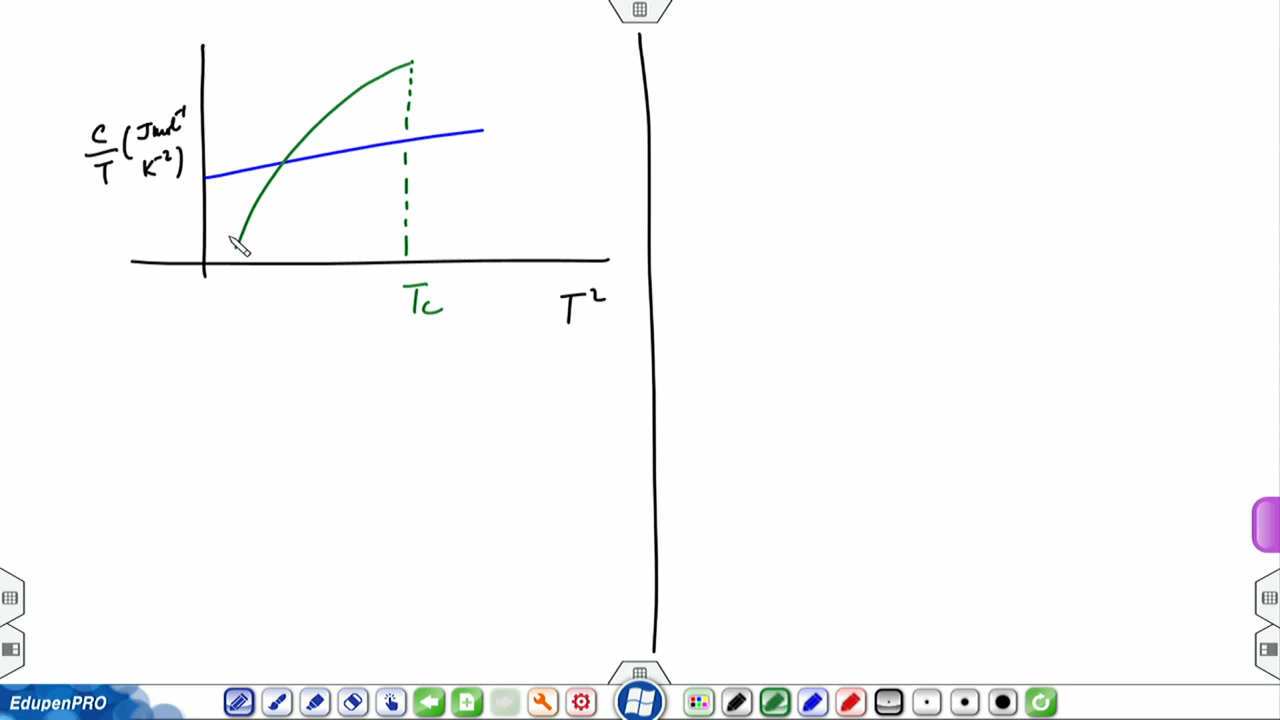 C/T (J mol⁻¹
K⁻²)
Tc
T²
EdupenPRO